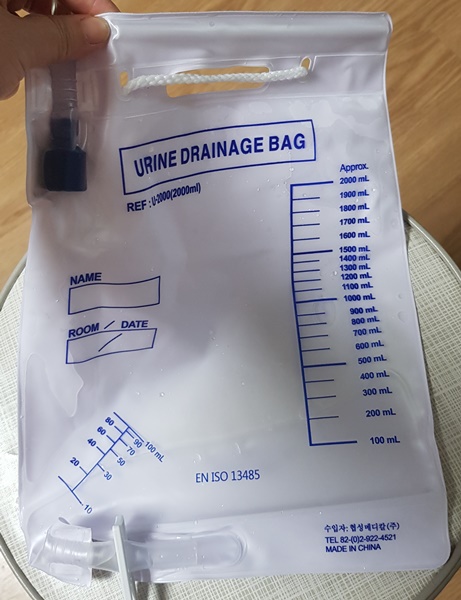 URINE DRAINAGE BAG
REF : U-2000(2000ml)
Approx.
2000 mL
1900 mL
1800 mL
1700 mL
1600 mL
1500 mL
1400 mL
1300 mL
1200 mL
1100 mL
1000 mL
900 mL
800 mL
700 mL
600 mL
500 mL
400 mL
300 mL
200 mL
100 mL
NAME
ROOM / DATE
80
60
40
20
100 mL
90
70
50
30
10
EN ISO 13485
수입자: 협성메디칼(주)
TEL 82-(0)2-922-4521
MADE IN CHINA